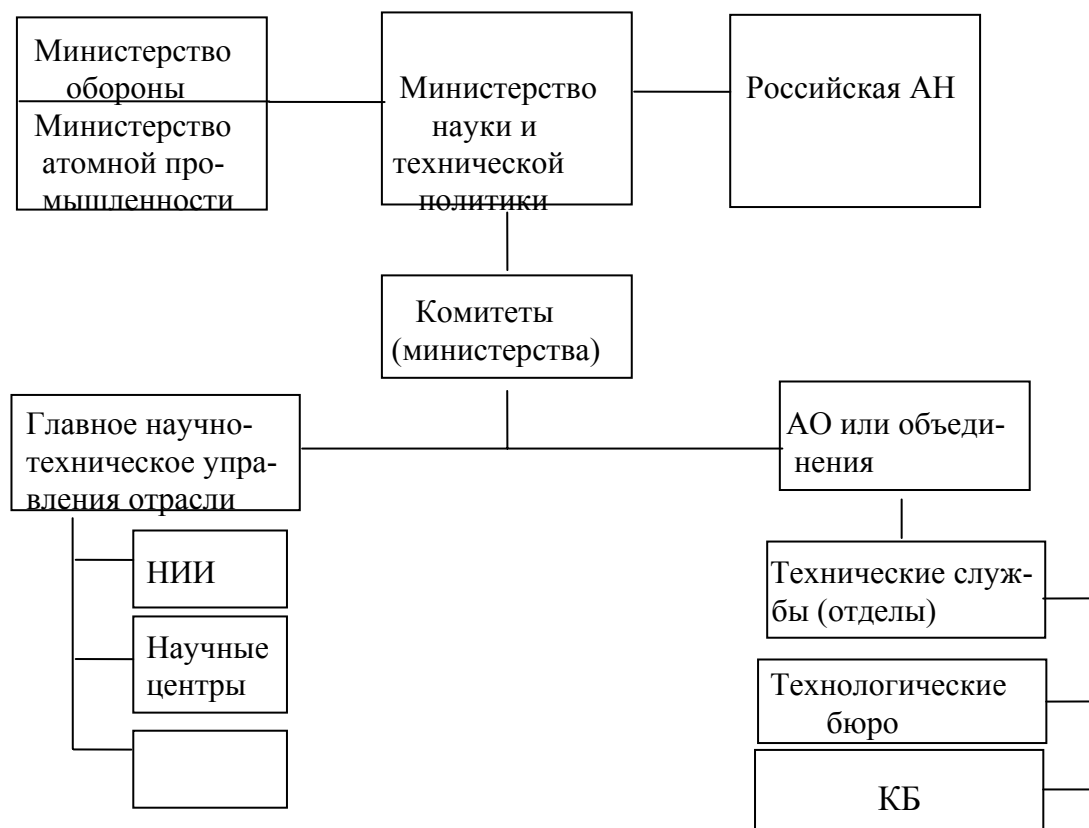 Министерство
обороны
Министерство
атомной про-
мышленности
Министерство
науки и
технической
политики
Российская АН
Комитеты
(министерства)
Главное научно-
техническое упра-
вления отрасли
АО или объеди-
нения
НИИ
Научные
центры
Технические служ-
бы (отделы)
Технологические
бюро
КБ